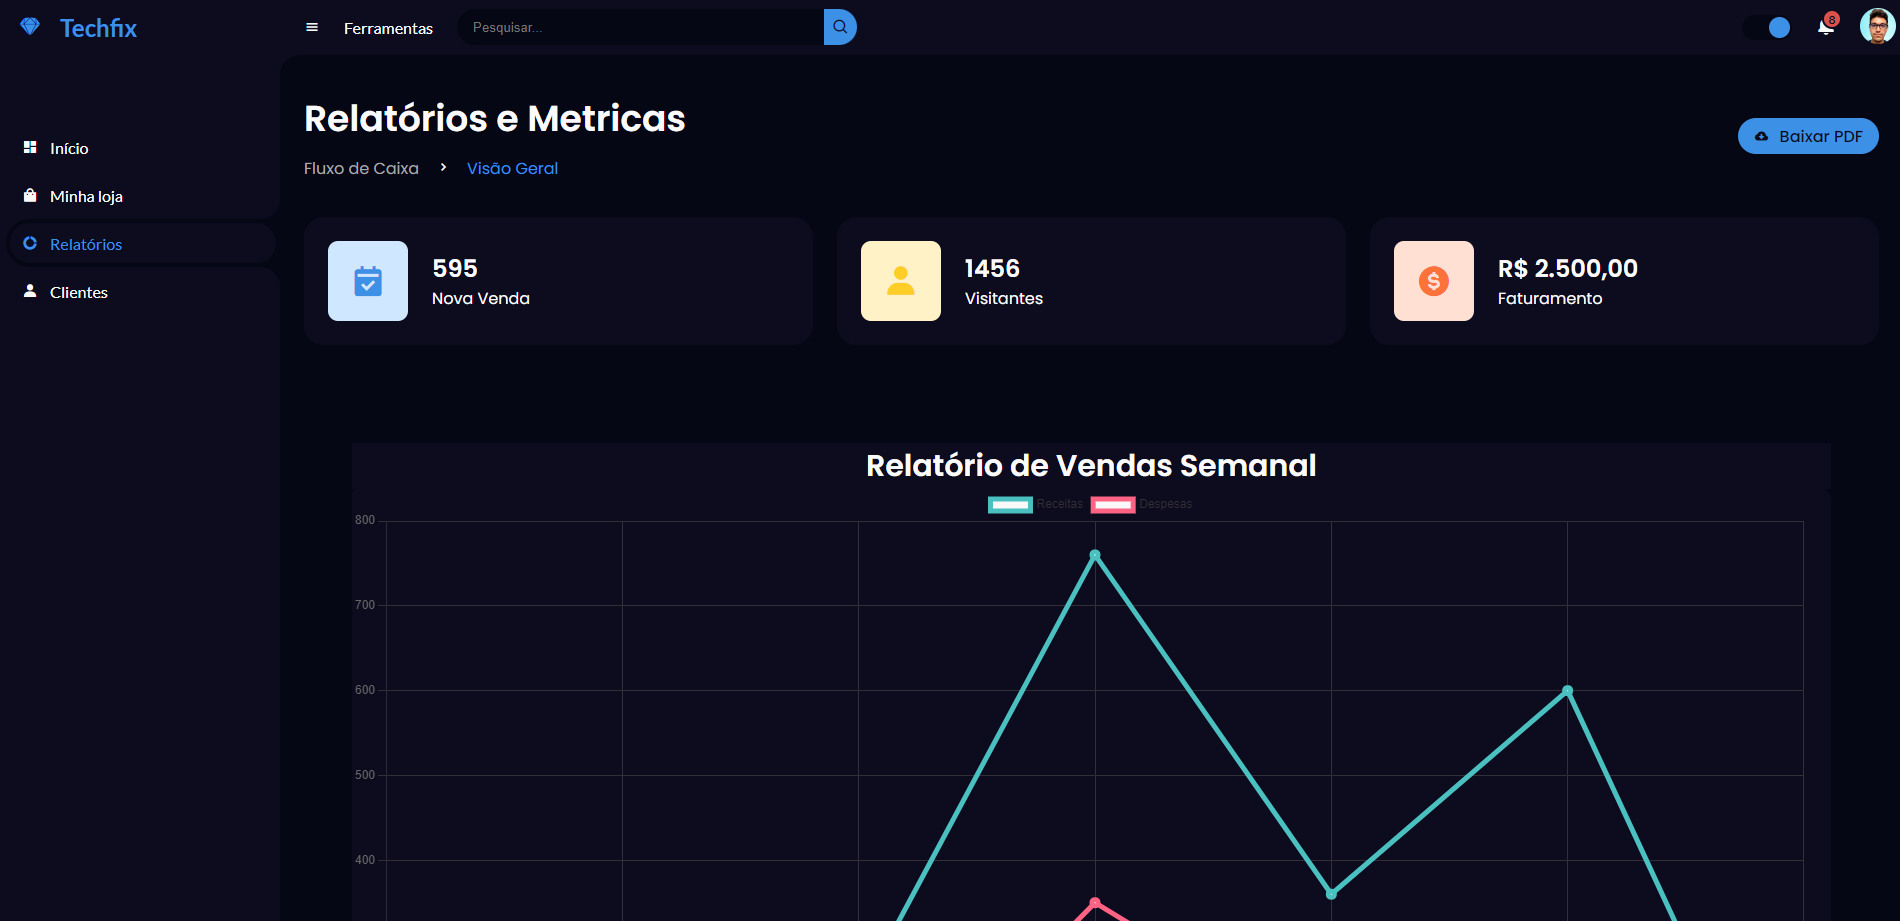 Techfix
Ferramentas
Pesquisar...
8
Início
Minha loja
Relatórios
Clientes
Relatórios e Metricas
Fluxo de Caixa
Visão Geral
Baixar PDF
595
Nova Venda
1456
Visitantes
R$ 2.500,00
Faturamento
Relatório de Vendas Semanal
Receitas Despesas
800
700
600
500
400